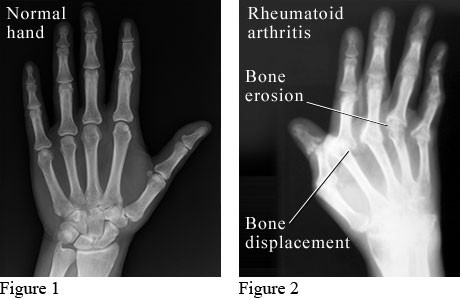 Normal
hand
Rheumatoid
arthritis
Bone
erosion
Bone
displacement
Figure 1
Figure 2